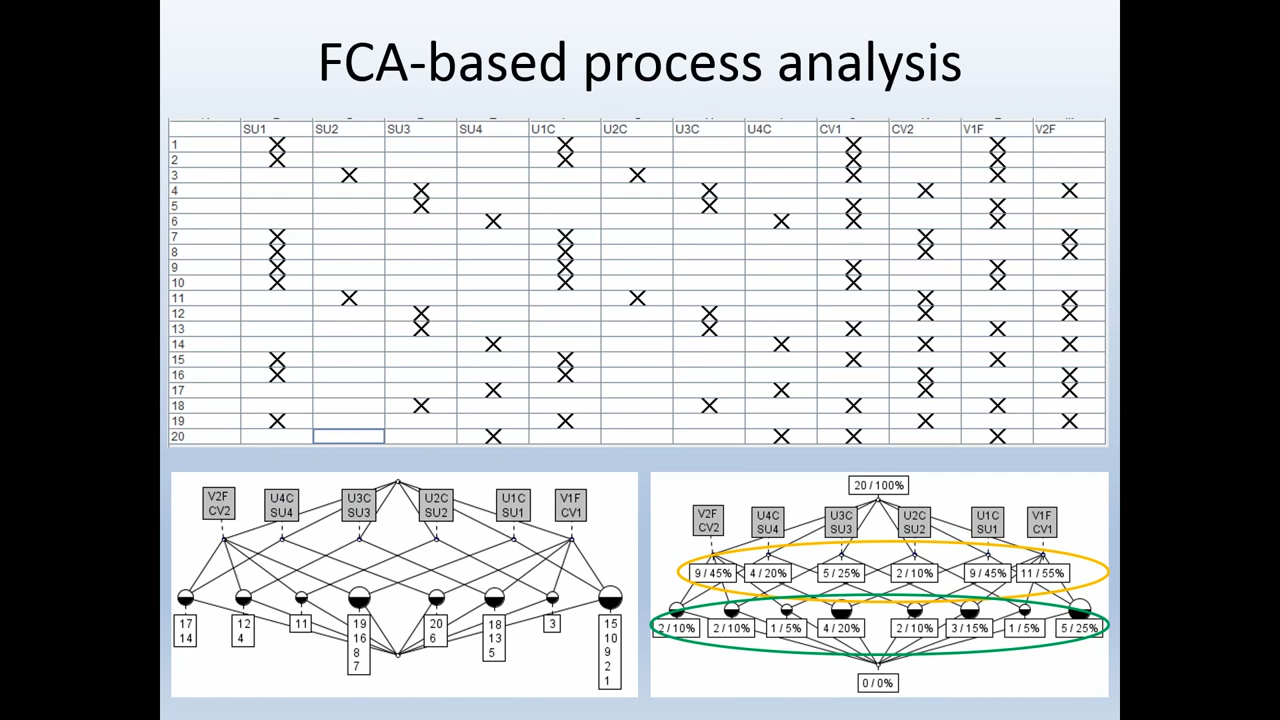 FCA-based process analysis
SU1 SU2 SU3 SU4 U1C U2C U3C U4C CV1 CV2 V1F V2F
1 X X X X
2 X X X X
3 X X X X
4 X X X X
5 X X X X
6 X X X X
7 X X X X
8 X X X X
9 X X X X
10 X X X X
11 X X X X
12 X X X X
13 X X X X
14 X X X X
15 X X X X
16 X X X X
17 X X X X
18 X X X X
19 X X X X
20 X X X X
V2F U4C U3C U2C U1C V1F
CV2 SU4 SU3 SU2 SU1 CV1
17 12 11 19 20 18 3 15
14 4 16 6 13 10
8 5 9
7 2
1
20 / 100%
V2F U4C U3C U2C U1C V1F
CV2 SU4 SU3 SU2 SU1 CV1
9 / 45% 4 / 20% 5 / 25% 2 / 10% 9 / 45% 11 / 55%
2 / 10% 2 / 10% 1 / 5% 4 / 20% 2 / 10% 3 / 15% 1 / 5% 5 / 25%
0 / 0%